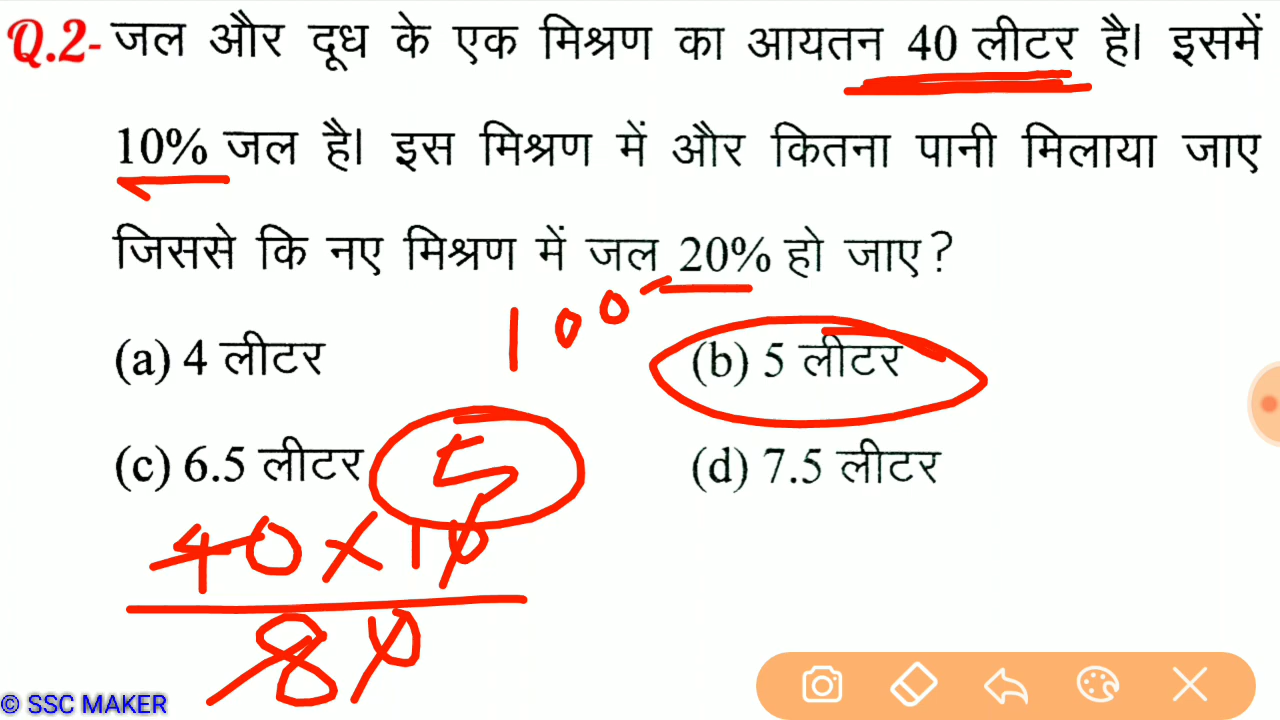 Q.2- जल और दूध के एक मिश्रण का आयतन 40 लीटर है। इसमें
10% जल है। इस मिश्रण में और कितना पानी मिलाया जाए
जिससे कि नए मिश्रण में जल 20% हो जाए?
100
(a) 4 लीटर (b) 5 लीटर
(c) 6.5 लीटर 5 (d) 7.5 लीटर
40 × 10
80
© SSC MAKER